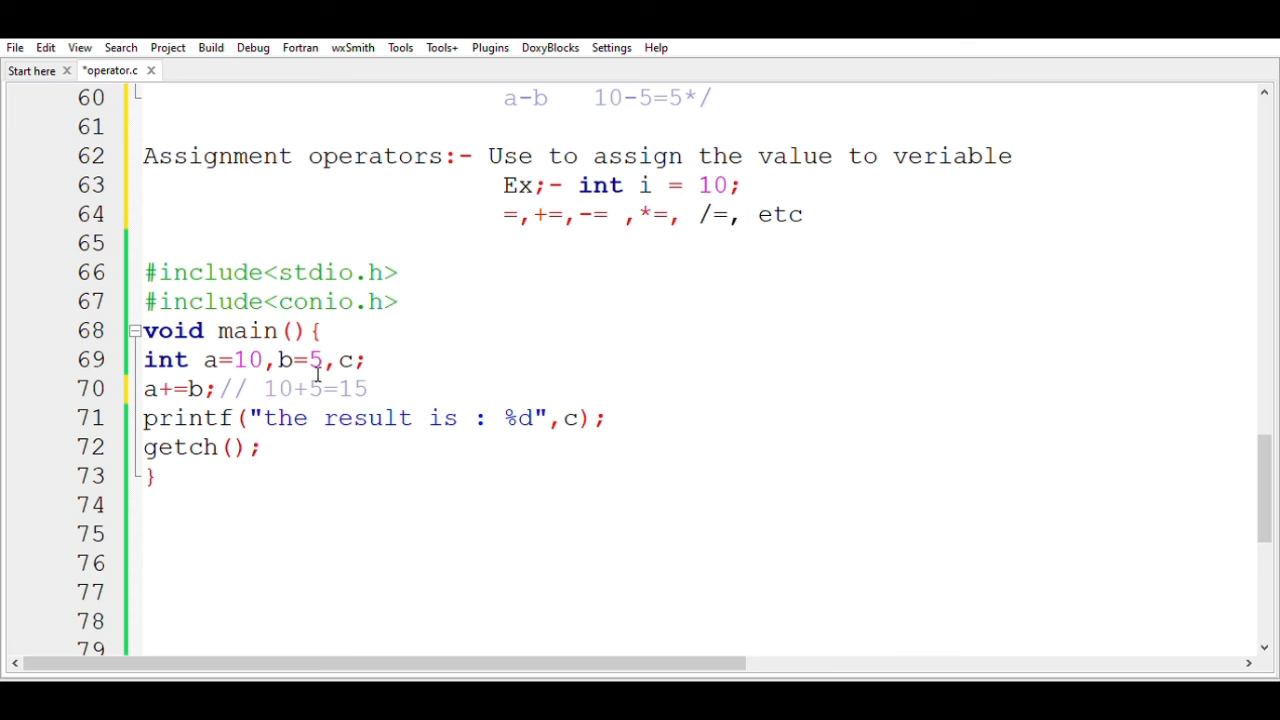 File Edit View Search Project Build Debug Fortran wxSmith Tools Tools+ Plugins DoxyBlocks Settings Help
Start here *operator.c
60 a-b 10-5=5*/
61
62 Assignment operators:- Use to assign the value to veriable
63 Ex;- int i = 10;
64 =,+=,-= ,*=, /=, etc
65
66 #include<stdio.h>
67 #include<conio.h>
68 void main(){
69 int a=10,b=5,c;
70 a+=b;// 10+5=15
71 printf("the result is : %d",c);
72 getch();
73 }
74
75
76
77
78
79